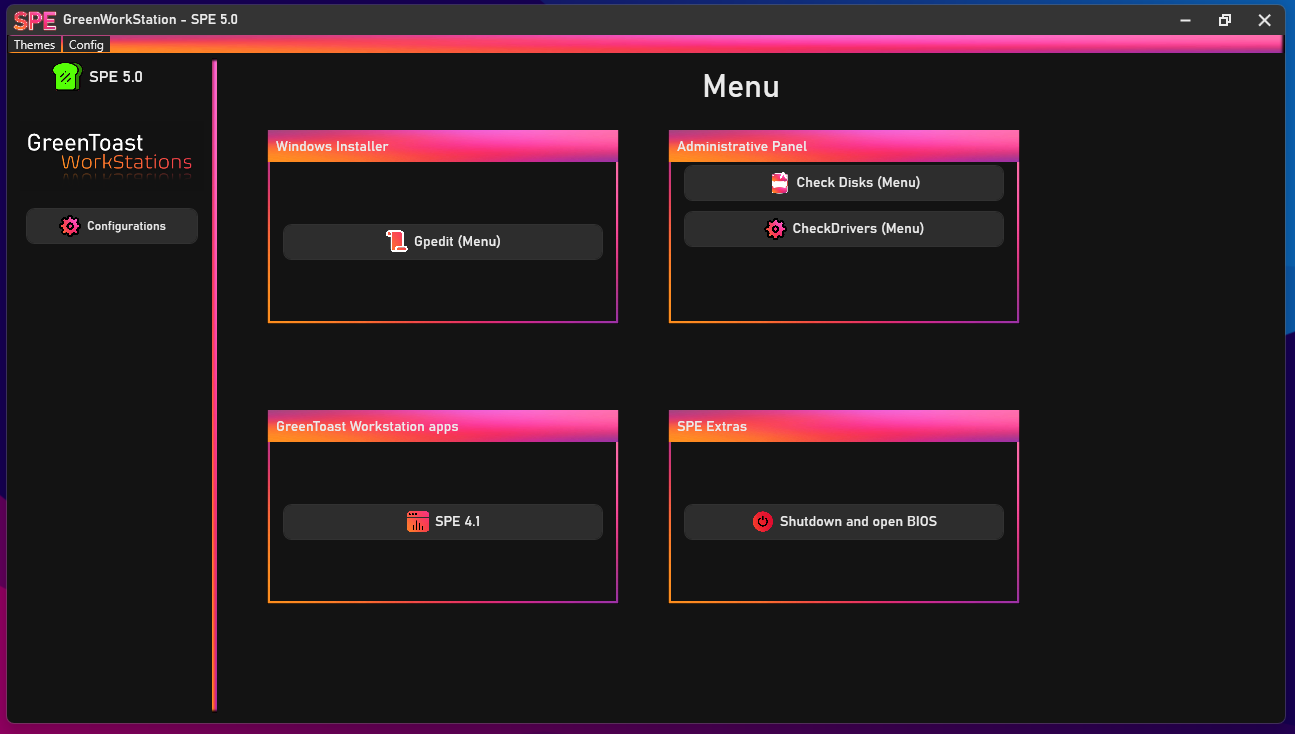 SPE GreenWorkStation - SPE 5.0
Themes Config
SPE 5.0
GreenToast
WorkStations
Configurations
Menu
Windows Installer
Gpedit (Menu)
Administrative Panel
Check Disks (Menu)
CheckDrivers (Menu)
GreenToast Workstation apps
SPE 4.1
SPE Extras
Shutdown and open BIOS